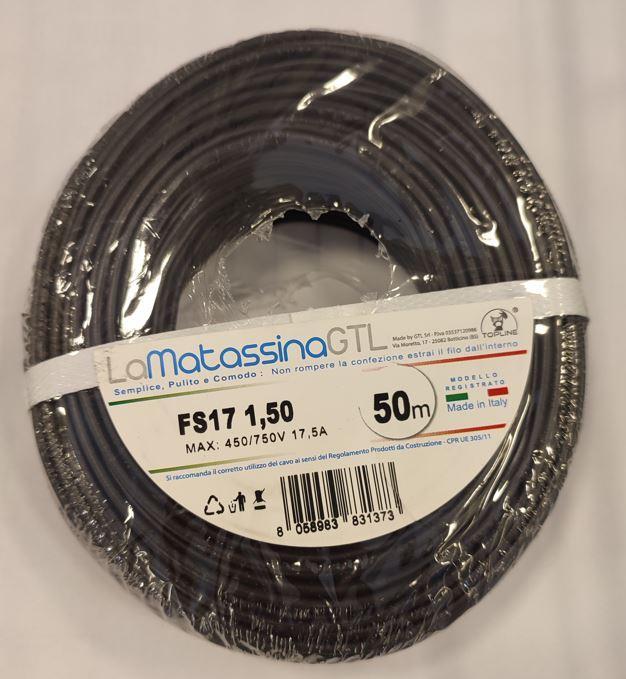 LaMatassinaGTL
Made by GTL Srl - P.Iva 03537120986
Via Moretto, 17 - 25082 Botticino (BS)
TOPLINE
®
Semplice, Pulito e Comodo : Non rompere la confezione estrai il filo dall'interno
FS17 1,50
MAX: 450/750V 17,5A
50m
MODELLO
REGISTRATO
Made in Italy
Si raccomanda il corretto utilizzo del cavo ai sensi del Regolamento Prodotti da Costruzione - CPR UE 305/11
8 058983 831373